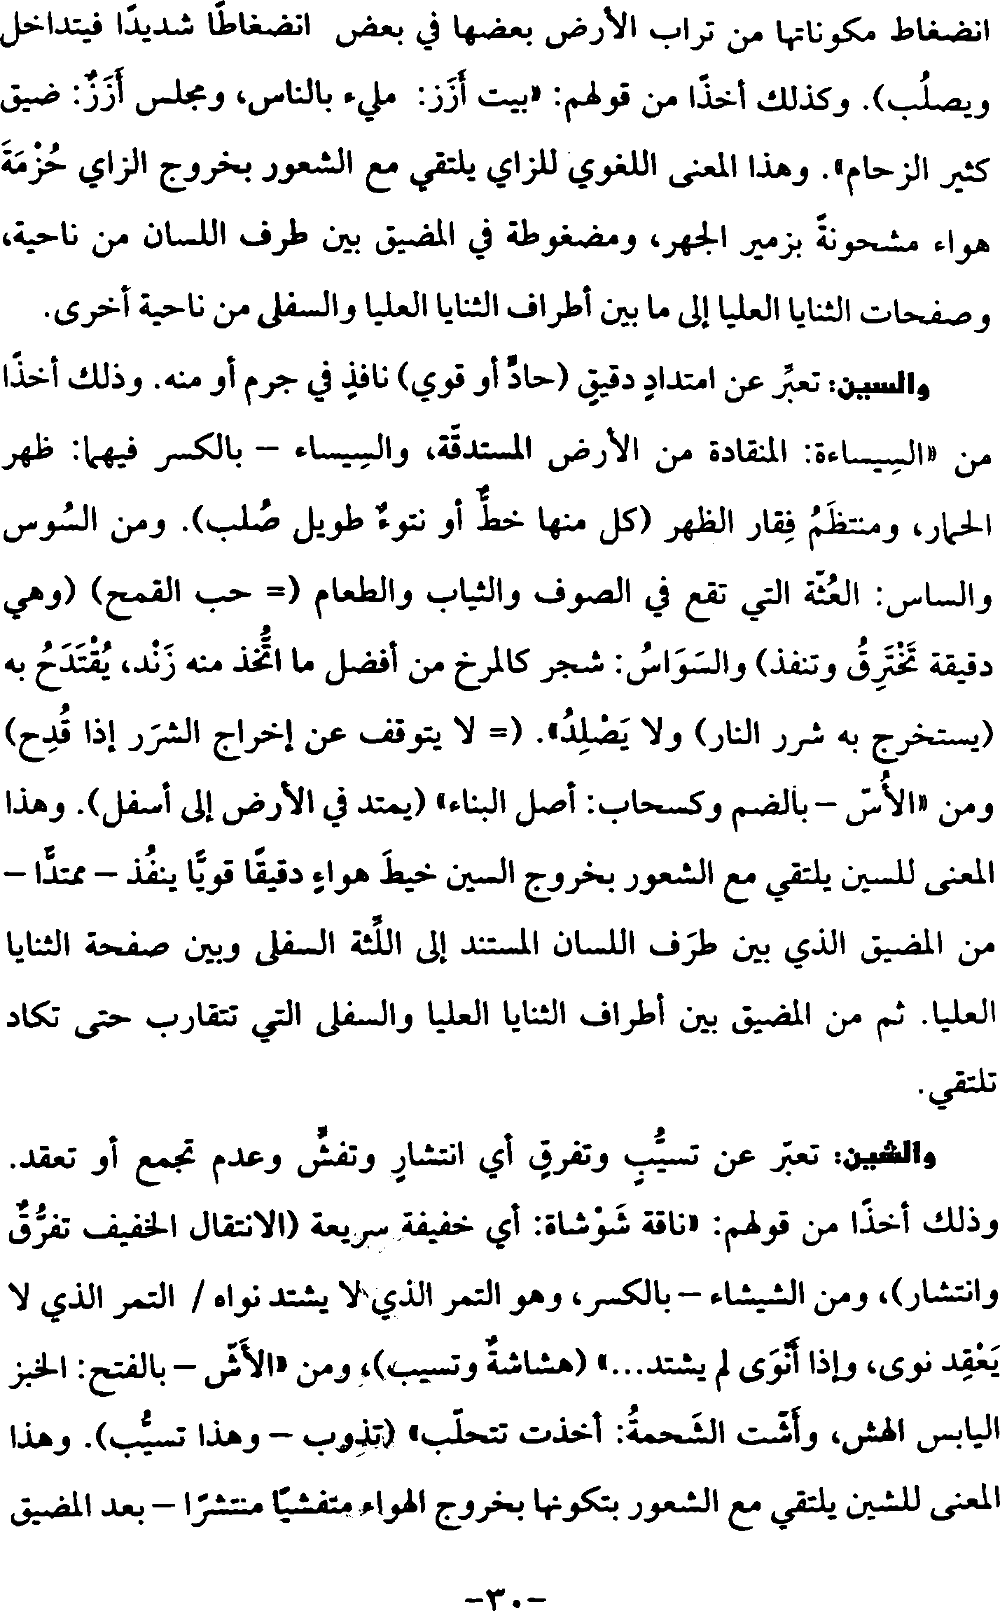 انضغاط مكوناتها من تراب الأرض بعضها في بعض انضغاطًا شديدًا فيتداخل
ويصلُب). وكذلك أخذًا من قولهم: «بيت أَزَز: مليء بالناس، ومجلس أَزَزٌ: ضيق
كثير الزحام». وهذا المعنى اللغوي للزاي يلتقي مع الشعور بخروج الزاي حُزْمَةَ
هواء مشحونةً بزمير الجهر، ومضغوطة في المضيق بين طرف اللسان من ناحية،
وصفحات الثنايا العليا إلى ما بين أطراف الثنايا العليا والسفلى من ناحية أخرى.
والسين: تعبِّر عن امتدادٍ دقيقٍ (حادٍّ أو قوي) نافذٍ في جرم أو منه. وذلك أخذًا
من «السِيساءة: المنقادة من الأرض المستدقّة، والسِيساء – بالكسر فيهما: ظهر
الحمار، ومنتظَمُ فِقار الظهر (كل منها خطٌّ أو نتوءٌ طويل صُلب). ومن السُوس
والساس: العُثّة التي تقع في الصوف والثياب والطعام (= حب القمح) (وهي
دقيقة تَخْتَرِقُ وتنفذ) والسَوَاسُ: شجر كالمرخ من أفضل ما اتُّخذ منه زَنْد، يُقْتَدَحُ به
(يستخرج به شرر النار) ولا يَصْلِدُ». (= لا يتوقف عن إخراج الشرَر إذا قُدِح)
ومن «الأُسّ – بالضم وكسحاب: أصل البناء» (يمتد في الأرض إلى أسفل). وهذا
المعنى للسين يلتقي مع الشعور بخروج السين خيطَ هواءٍ دقيقًا قويًّا ينفُذ – ممتدًّا –
من المضيق الذي بين طرَف اللسان المستند إلى اللِّثة السفلى وبين صفحة الثنايا
العليا. ثم من المضيق بين أطراف الثنايا العليا والسفلى التي تتقارب حتى تكاد
تلتقي.
والشين: تعبّر عن تسيُّبٍ وتفرقٍ أي انتشارٍ وتفشٍّ وعدم تجمع أو تعقد.
وذلك أخذًا من قولهم: «ناقة شَوْشاة: أي خفيفة سريعة (الانتقال الخفيف تفرُّقٌ
وانتشار)، ومن الشيشاء – بالكسر، وهو التمر الذي لا يشتد نواه / التمر الذي لا
يَعْقِد نوى، وإذا أَنْوَى لم يشتد...» (هشاشةٌ وتسيب)، ومن «الأَشّ – بالفتح: الخبز
اليابس الهش، وأَشّت الشَحمةُ: أخذت تتحلّب» (تذوب – وهذا تسيُّب). وهذا
المعنى للشين يلتقي مع الشعور بتكونها بخروج الهواء متفشيًا منتشرًا – بعد المضيق
-٣٠-